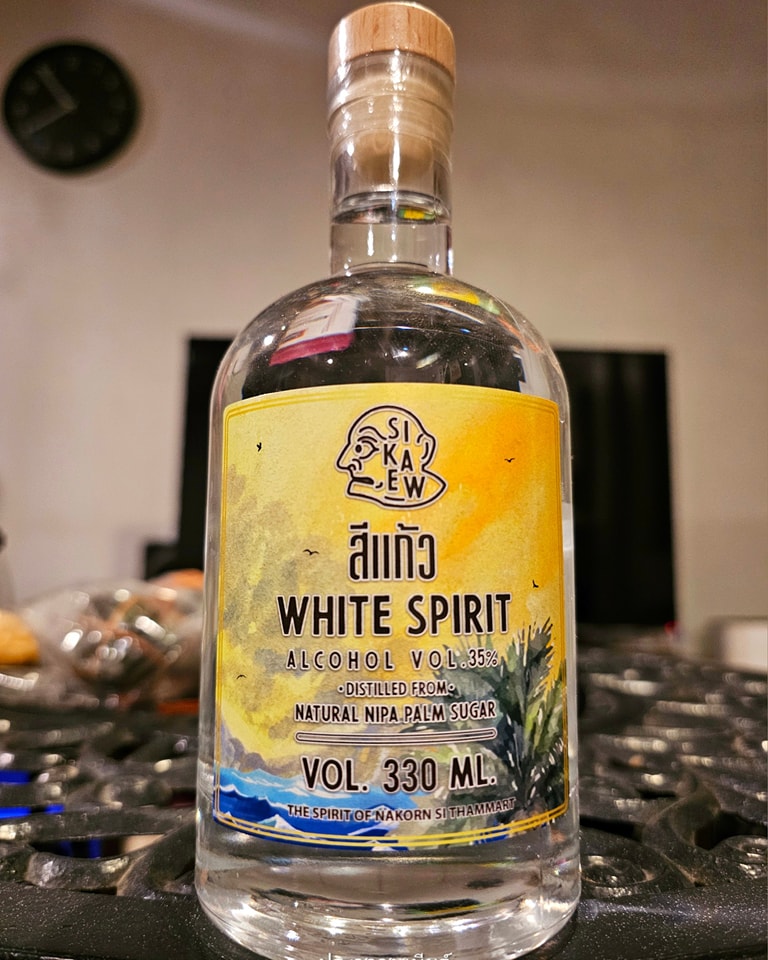 SI
KA
EW
สีแก้ว
WHITE SPIRIT
ALCOHOL VOL.35%
·DISTILLED FROM·
NATURAL NIPA PALM SUGAR
VOL. 330 ML.
THE SPIRIT OF NAKORN SI THAMMART